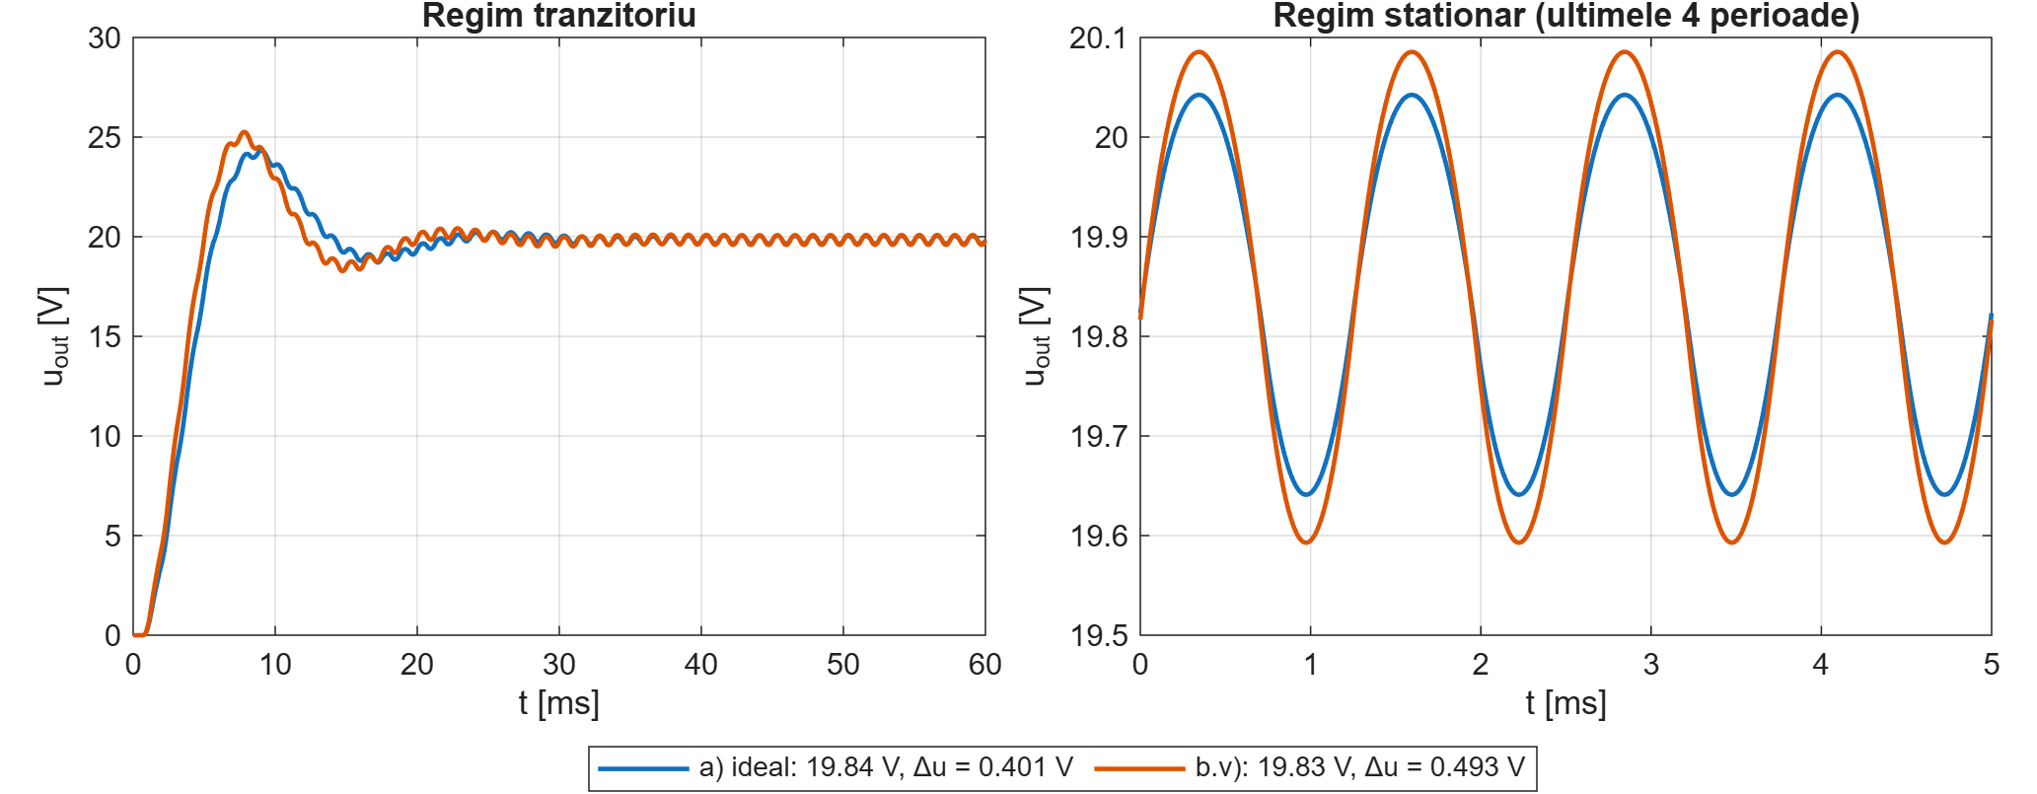 Regim tranzitoriu
30
25
20
15
10
5
0
u_out [V]
0 10 20 30 40 50 60
t [ms]
Regim stationar (ultimele 4 perioade)
20.1
20
19.9
19.8
19.7
19.6
19.5
u_out [V]
0 1 2 3 4 5
t [ms]
a) ideal: 19.84 V, Δu = 0.401 V b.v): 19.83 V, Δu = 0.493 V